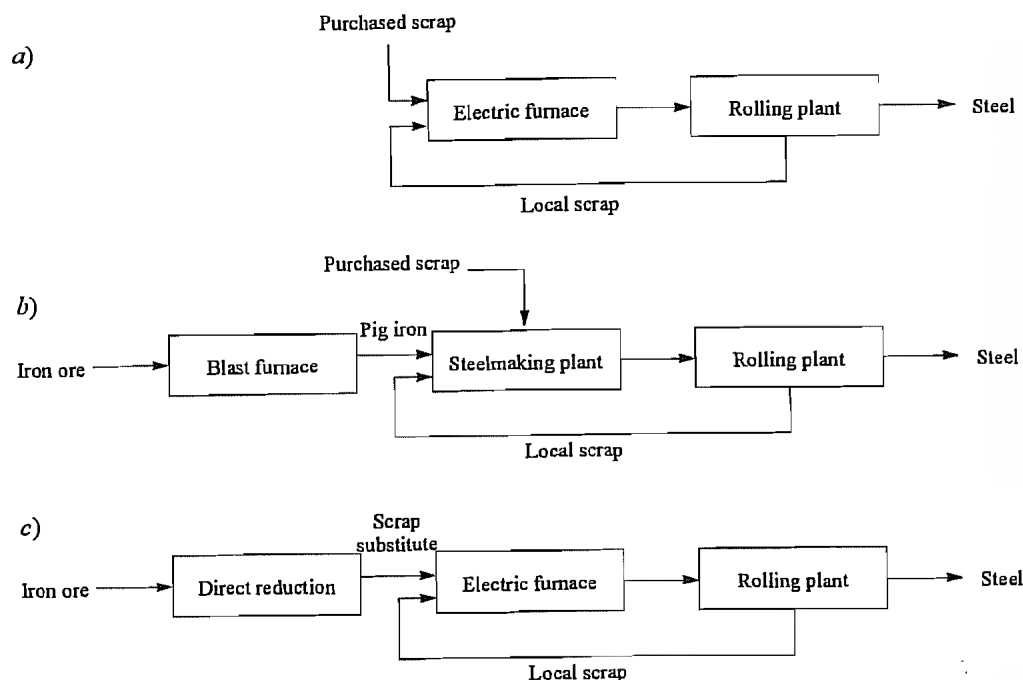 Purchased scrap
a)
Electric furnace
Rolling plant
Steel
Local scrap
Purchased scrap
b)
Pig iron
Iron ore
Blast furnace
Steelmaking plant
Rolling plant
Steel
Local scrap
c)
Scrap
substitute
Iron ore
Direct reduction
Electric furnace
Rolling plant
Steel
Local scrap